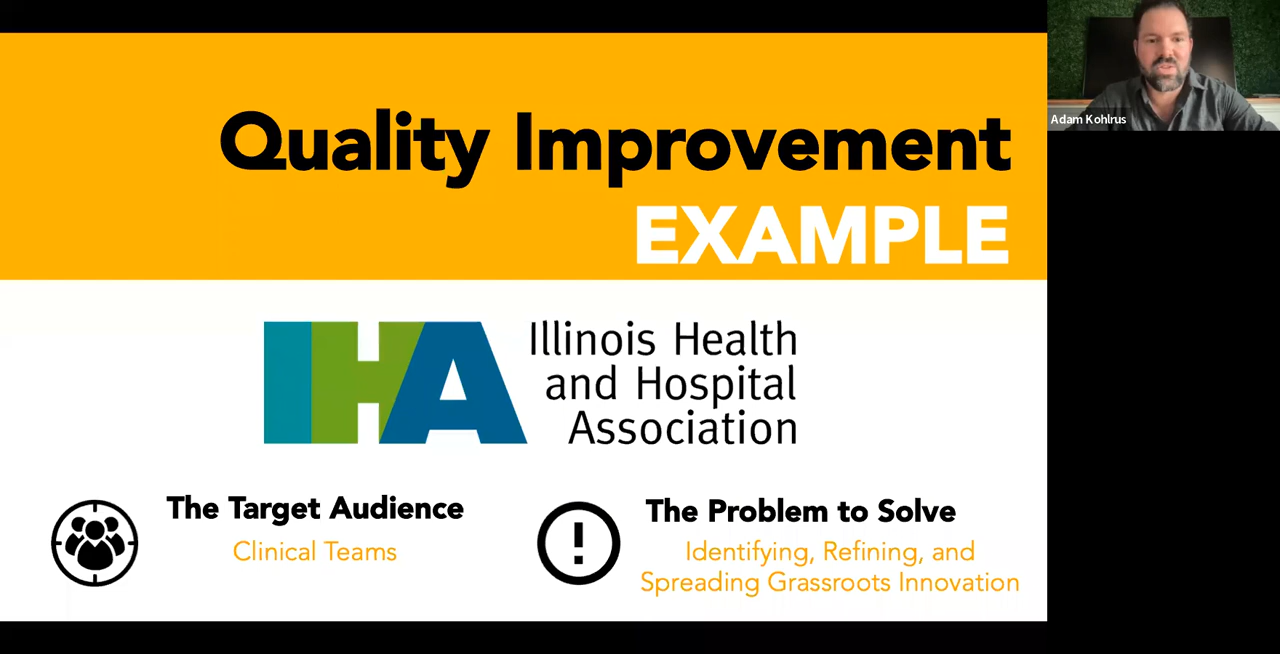 Quality Improvement
EXAMPLE
Adam Kohlrus
IHA
Illinois Health
and Hospital
Association
The Target Audience
Clinical Teams
The Problem to Solve
Identifying, Refining, and
Spreading Grassroots Innovation